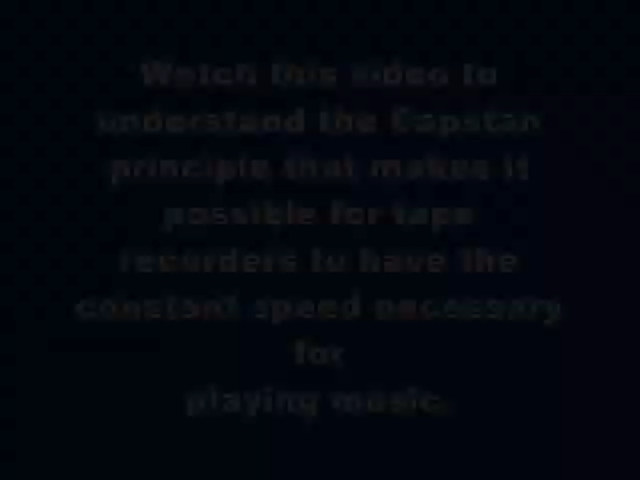 Watch this video to
understand the Capstan
principle that makes it
possible for tape
recorders to have the
constant speed necessary
for
playing music.